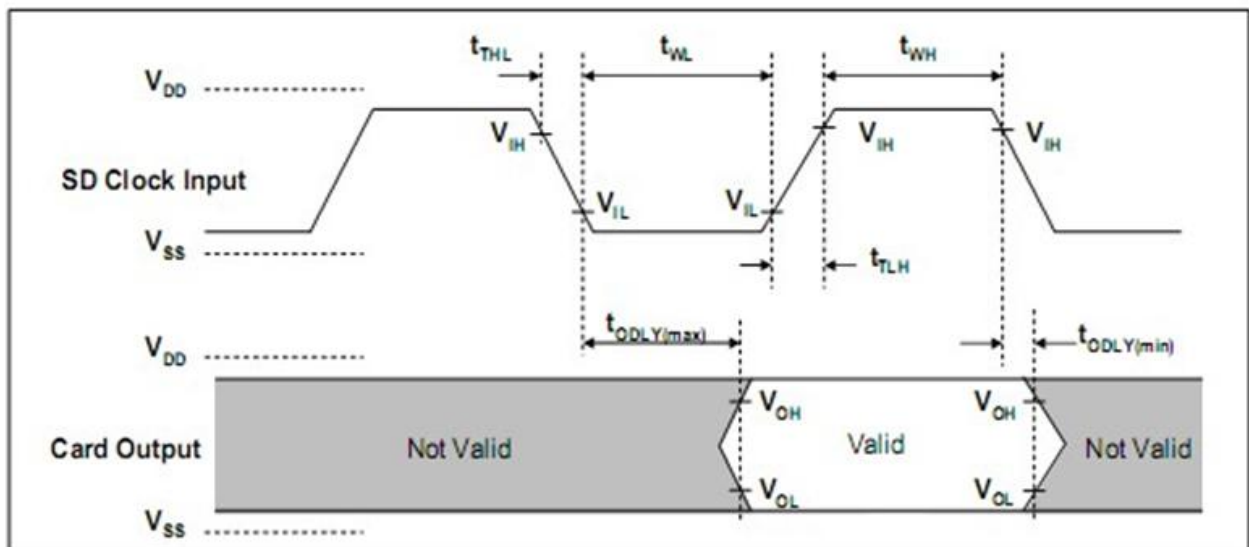 tTHL tWL tWH
VDD
VIH VIH VIH
SD Clock Input
VIL VIL
VSS
tTLH
tODLY(max) tODLY(min)
VDD
VOH VOH
Card Output Not Valid Valid Not Valid
VOL VOL
VSS